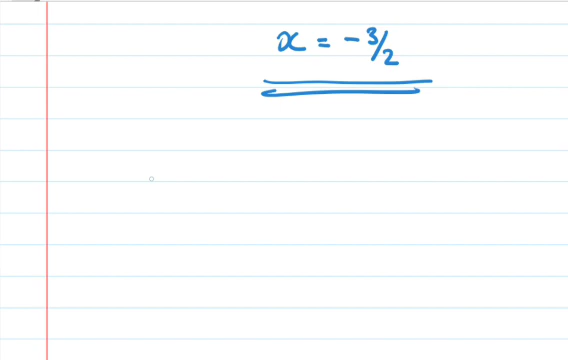 x = - 3/2